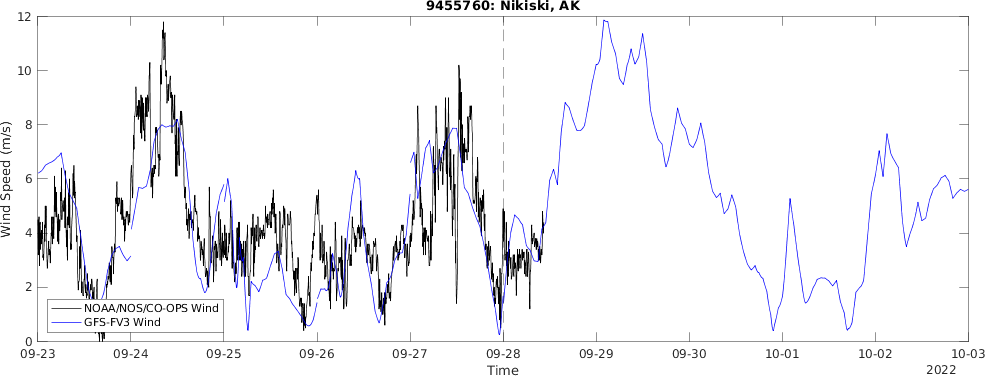 9455760: Nikiski, AK
Wind Speed (m/s)
12
10
8
6
4
2
0
NOAA/NOS/CO-OPS Wind
GFS-FV3 Wind
09-23 09-24 09-25 09-26 09-27 09-28 09-29 09-30 10-01 10-02 10-03
Time
2022